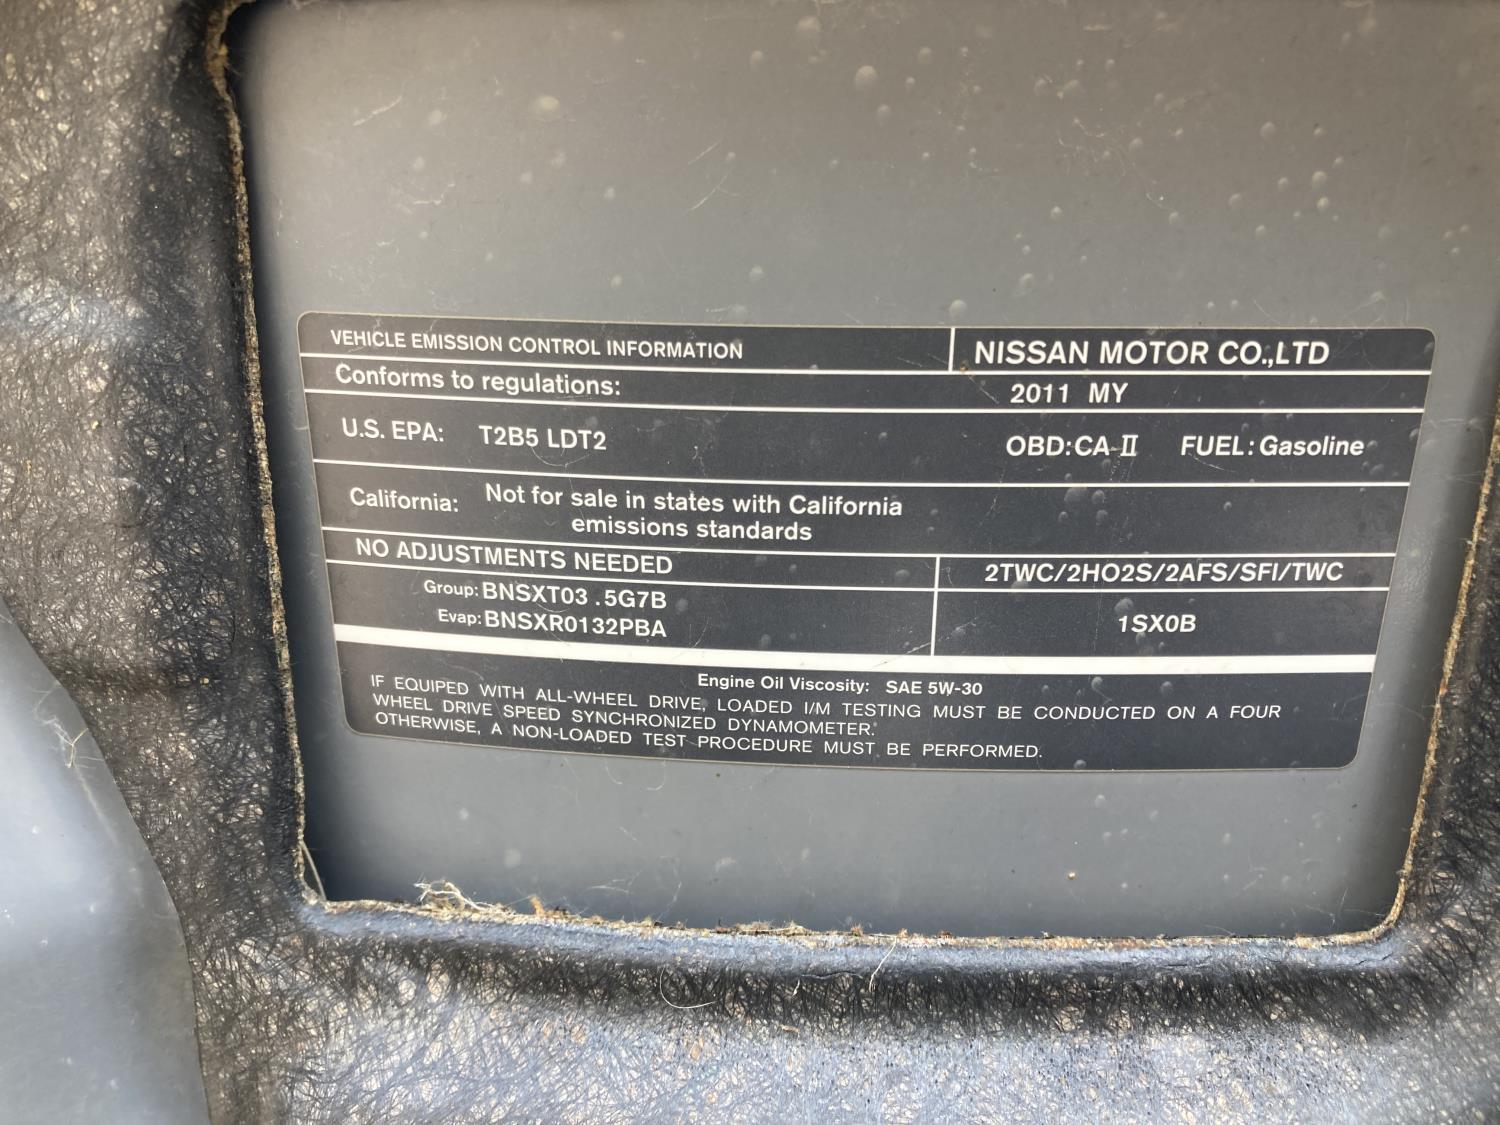 VEHICLE EMISSION CONTROL INFORMATION
NISSAN MOTOR CO.,LTD
Conforms to regulations:
2011 MY
U.S. EPA: T2B5 LDT2
OBD:CA-II FUEL:Gasoline
California: Not for sale in states with California
emissions standards
NO ADJUSTMENTS NEEDED
2TWC/2HO2S/2AFS/SFI/TWC
Group:BNSXT03.5G7B
Evap:BNSXR0132PBA
1SX0B
Engine Oil Viscosity: SAE 5W-30
IF EQUIPED WITH ALL-WHEEL DRIVE, LOADED I/M TESTING MUST BE CONDUCTED ON A FOUR
WHEEL DRIVE SPEED SYNCHRONIZED DYNAMOMETER.
OTHERWISE, A NON-LOADED TEST PROCEDURE MUST BE PERFORMED.